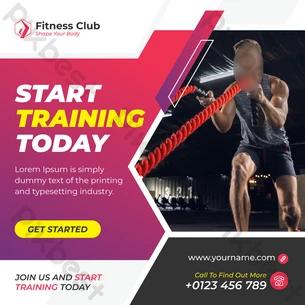 Fitness Club
Shape Your Body
START
TRAINING
TODAY
Lorem Ipsum is simply
dummy text of the printing
and typesetting industry
GET STARTED
www.yourname.com
JOIN US AND START
TRAINING TODAY
Call To Find Out More
+0123 456 789